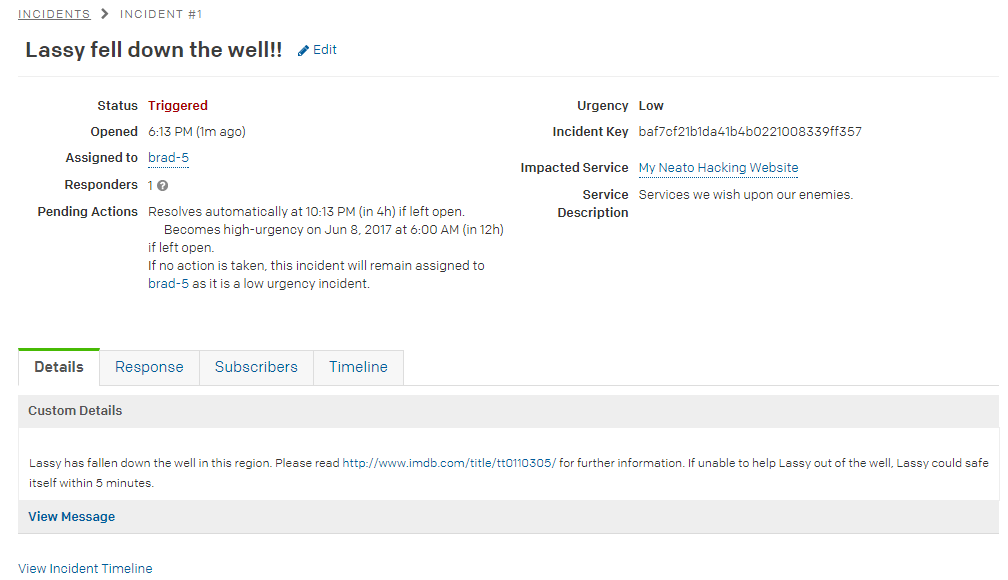 INCIDENTS > INCIDENT #1
Lassy fell down the well!! Edit
Status Triggered
Opened 6:13 PM (1m ago)
Assigned to brad-5
Responders 1 ?
Pending Actions Resolves automatically at 10:13 PM (in 4h) if left open.
Becomes high-urgency on Jun 8, 2017 at 6:00 AM (in 12h)
if left open.
If no action is taken, this incident will remain assigned to
brad-5 as it is a low urgency incident.
Urgency Low
Incident Key baf7cf21b1da41b4b0221008339ff357
Impacted Service My Neato Hacking Website
Service Services we wish upon our enemies.
Description
Details Response Subscribers Timeline
Custom Details
Lassy has fallen down the well in this region. Please read http://www.imdb.com/title/tt0110305/ for further information. If unable to help Lassy out of the well, Lassy could safe
itself within 5 minutes.
View Message
View Incident Timeline